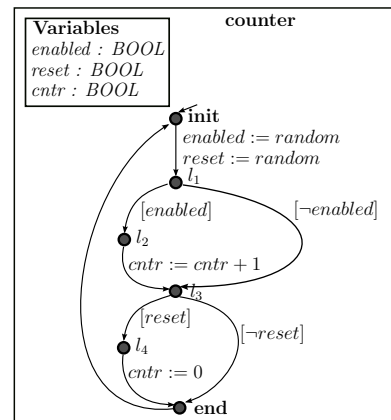 counter
Variables
enabled : BOOL
reset : BOOL
cntr : BOOL
init
enabled := random
reset := random
l₁
[enabled]
[¬enabled]
l₂
cntr := cntr + 1
l₃
[reset]
[¬reset]
l₄
cntr := 0
end